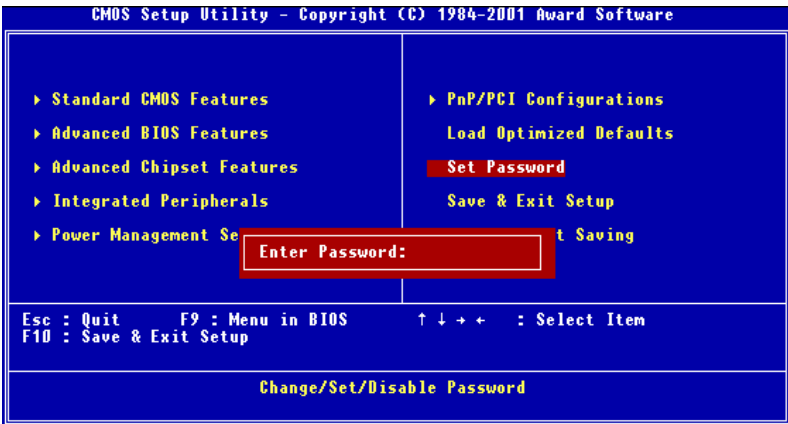 CMOS Setup Utility - Copyright (C) 1984-2001 Award Software
▸ Standard CMOS Features
▸ Advanced BIOS Features
▸ Advanced Chipset Features
▸ Integrated Peripherals
▸ Power Management Se
▸ PnP/PCI Configurations
Load Optimized Defaults
Set Password
Save & Exit Setup
t Saving
Enter Password:
Esc : Quit F9 : Menu in BIOS ↑ ↓ → ← : Select Item
F10 : Save & Exit Setup
Change/Set/Disable Password